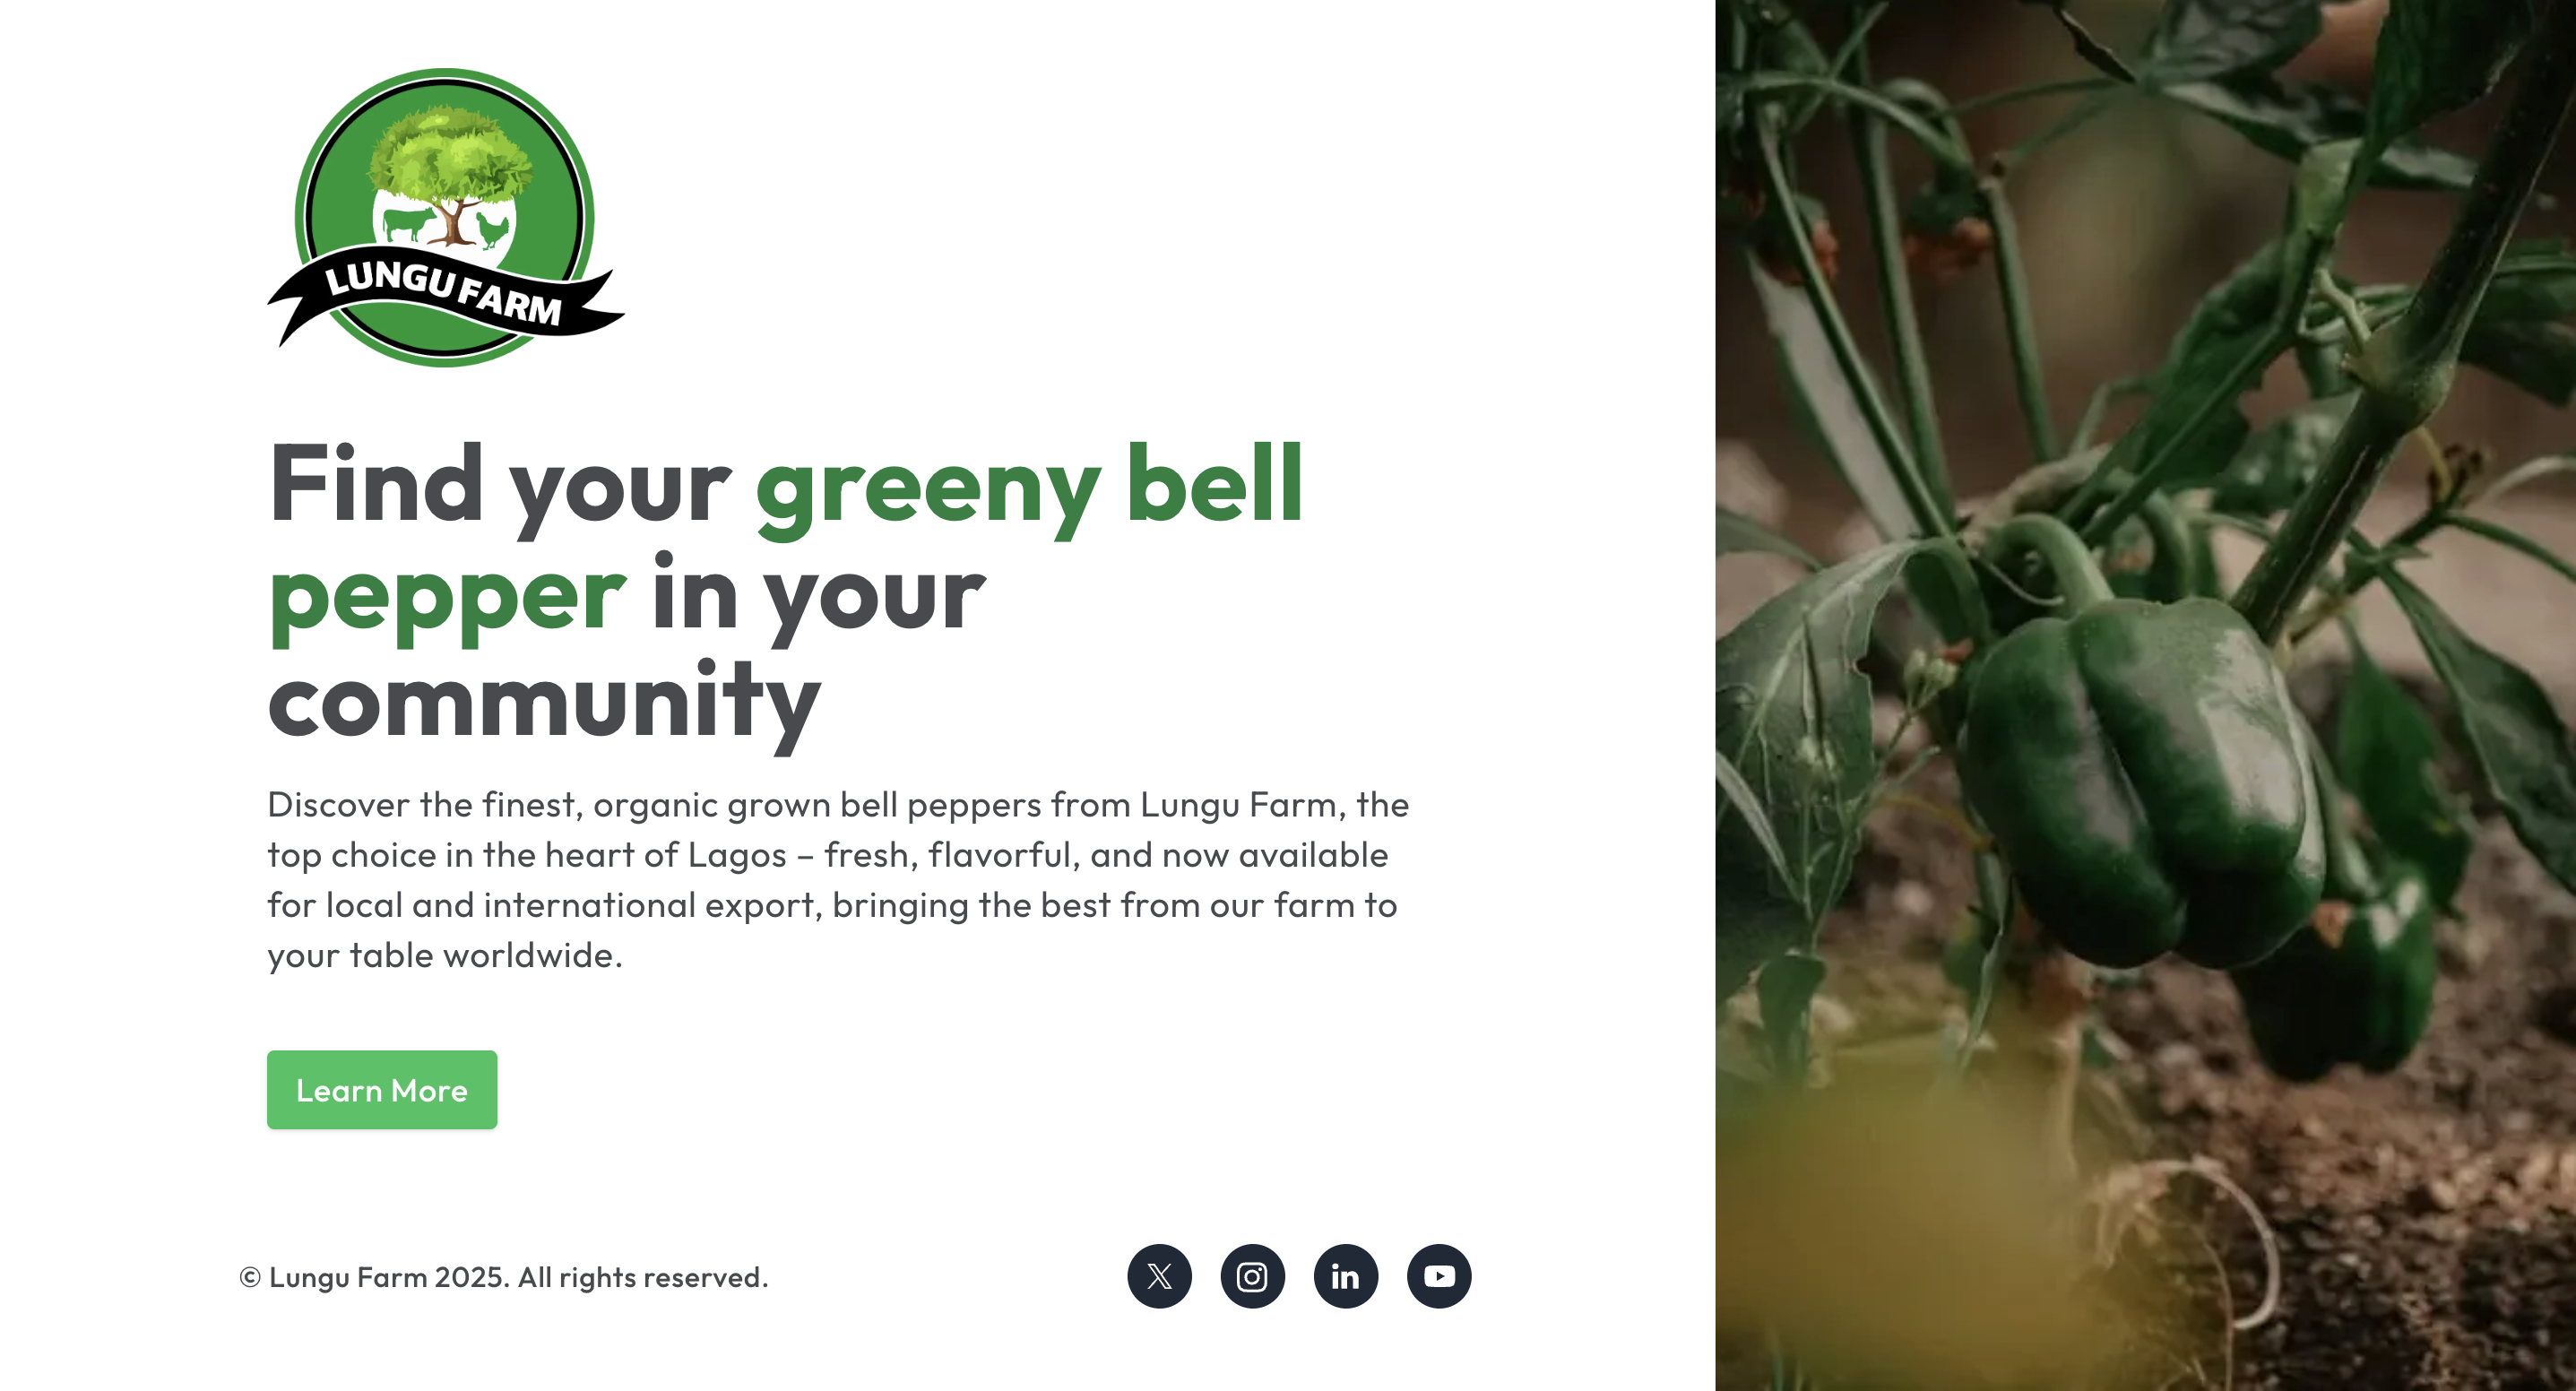 LUNGU FARM
Find your greeny bell
pepper in your
community
Discover the finest, organic grown bell peppers from Lungu Farm, the
top choice in the heart of Lagos – fresh, flavorful, and now available
for local and international export, bringing the best from our farm to
your table worldwide.
Learn More
© Lungu Farm 2025. All rights reserved.